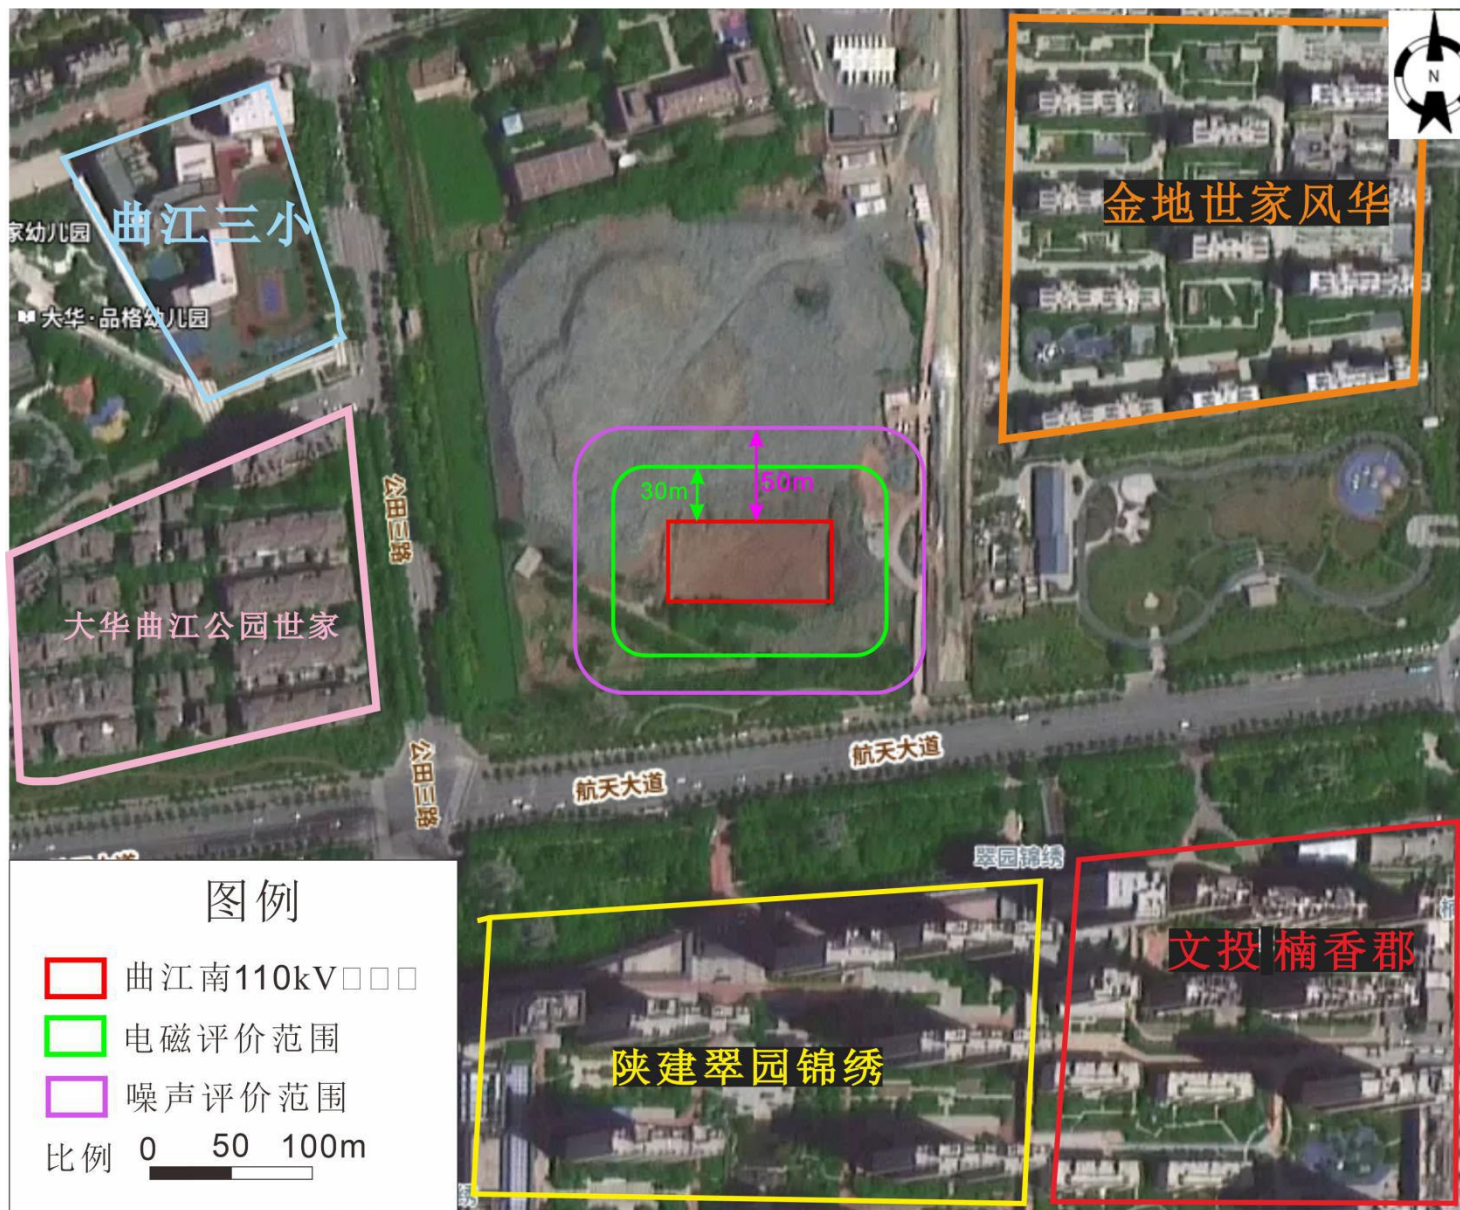 N
金地世家风华
曲江三小
家幼儿园
大华·品格幼儿园
公田三路
30m
50m
大华曲江公园世家
公田三路
航天大道
航天大道
翠园锦绣
文投 楠香郡
陕建翠园锦绣
图例
曲江南110kV□□□
电磁评价范围
噪声评价范围
比例 0 50 100m
绣